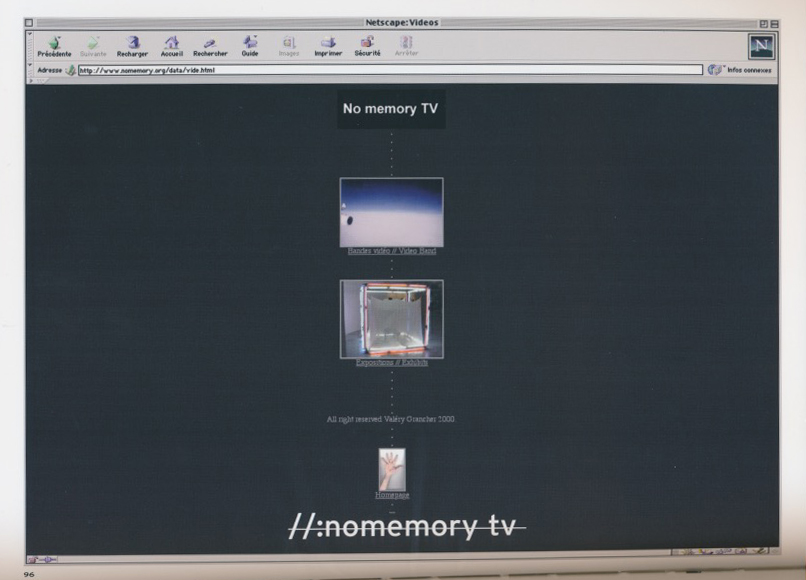 Netscape: Videos
Précédente Suivante Recharger Accueil Rechercher Guide Images Imprimer Sécurité Arrêter
N
Adresse http://www.nomemory.org/data/vide.html Infos connexes
No memory TV
Bandes vidéo // Video Band
Expositions // Exhibits
All right reserved Valéry Grancher 2000
Homepage
//:nomemory tv
96